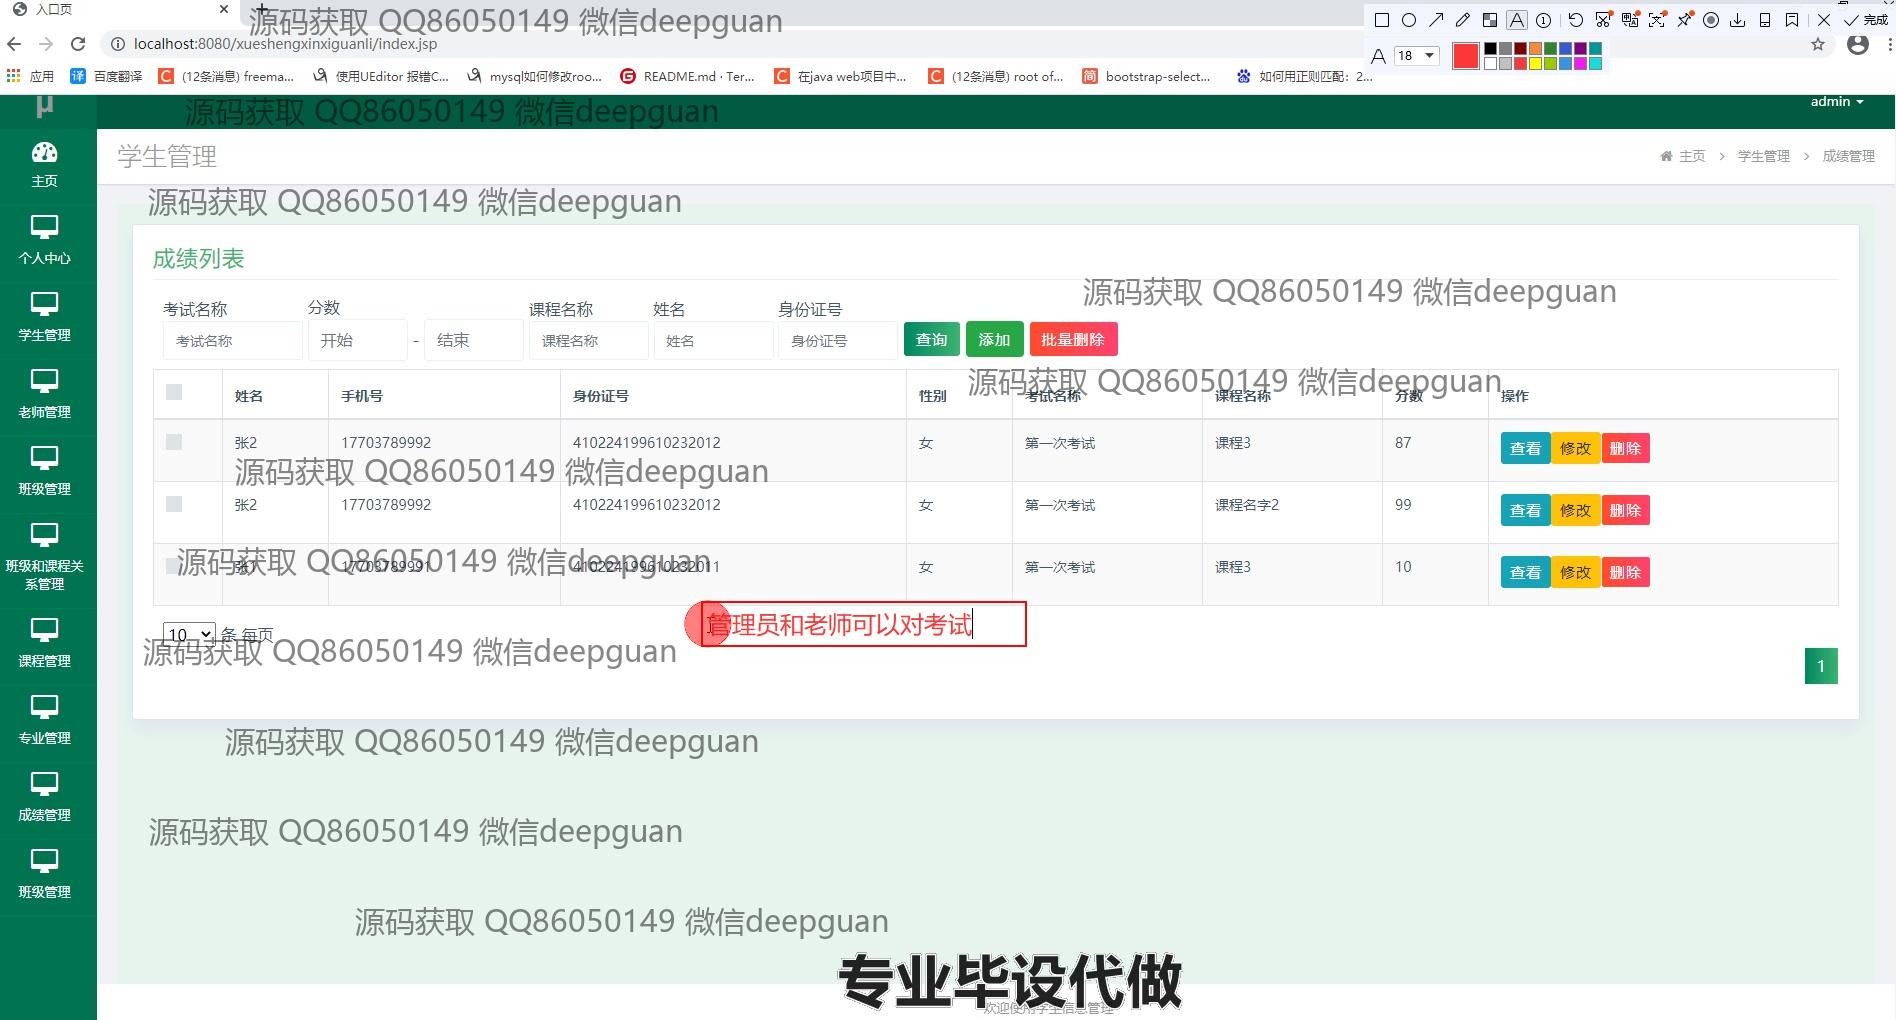 入口页
源码获取 QQ86050149 微信deepguan
完成
localhost:8080/xueshengxinxiguanli/index.jsp
A 18
应用 百度翻译 (12条消息) freema... 使用UEditor 报错C... mysql如何修改roo... README.md · Ter... 在java web项目中... (12条消息) root of... bootstrap-select... 如何用正则匹配：2...
μ
源码获取 QQ86050149 微信deepguan
admin
学生管理
主页 > 学生管理 > 成绩管理
主页
个人中心
学生管理
老师管理
班级管理
班级和课程关
系管理
课程管理
专业管理
成绩管理
班级管理
源码获取 QQ86050149 微信deepguan
成绩列表
源码获取 QQ86050149 微信deepguan
考试名称 分数 课程名称 姓名 身份证号
考试名称 开始 - 结束 课程名称 姓名 身份证号 查询 添加 批量删除
源码获取 QQ86050149 微信deepguan
姓名 手机号 身份证号 性别 考试名称 课程名称 分数 操作
张2 17703789992 410224199610232012 女 第一次考试 课程3 87 查看 修改 删除
源码获取 QQ86050149 微信deepguan
张2 17703789992 410224199610232012 女 第一次考试 课程名字2 99 查看 修改 删除
源码获取 QQ86050149 微信deepguan
张1 17703789991 410224199610232011 女 第一次考试 课程3 10 查看 修改 删除
管理员和老师可以对考试
10 条 每页
源码获取 QQ86050149 微信deepguan
1
源码获取 QQ86050149 微信deepguan
源码获取 QQ86050149 微信deepguan
源码获取 QQ86050149 微信deepguan
专业毕设代做
欢迎使用学生信息管理